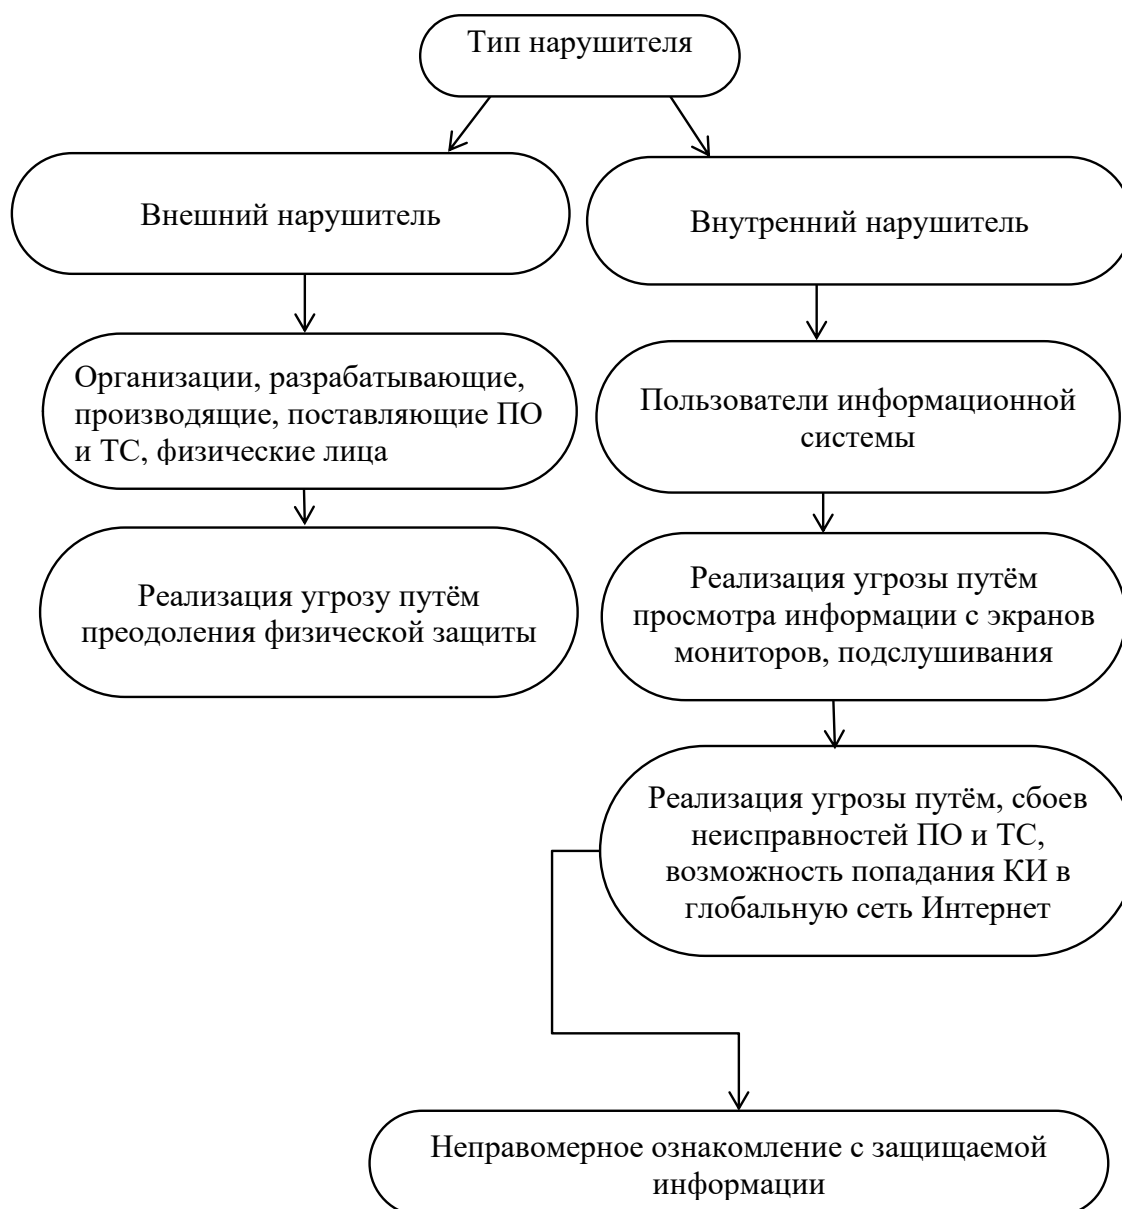 Тип нарушителя
Внешний нарушитель
Внутренний нарушитель
Организации, разрабатывающие,
производящие, поставляющие ПО
и ТС, физические лица
Пользователи информационной
системы
Реализация угрозу путём
преодоления физической защиты
Реализация угрозы путём
просмотра информации с экранов
мониторов, подслушивания
Реализация угрозы путём, сбоев
неисправностей ПО и ТС,
возможность попадания КИ в
глобальную сеть Интернет
Неправомерное ознакомление с защищаемой
информации